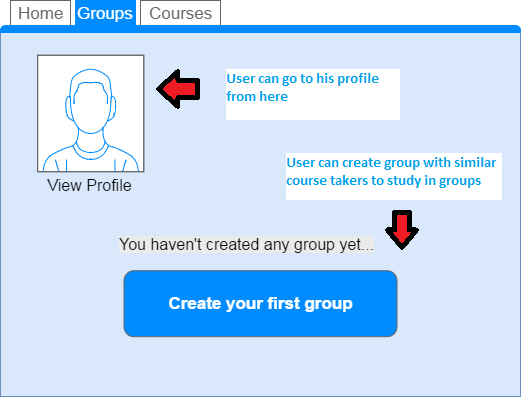 Home Groups Courses
User can go to his profile
from here
View Profile
User can create group with similar
course takers to study in groups
You haven't created any group yet...
Create your first group